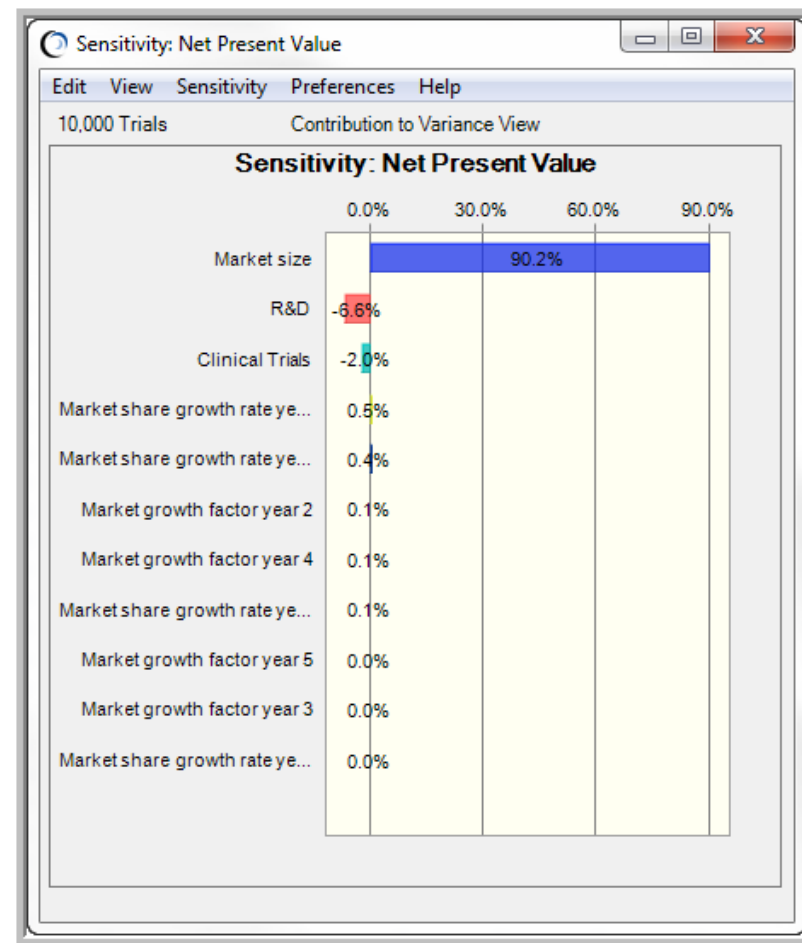 Sensitivity: Net Present Value
Edit View Sensitivity Preferences Help
10,000 Trials Contribution to Variance View
Sensitivity: Net Present Value
0.0% 30.0% 60.0% 90.0%
Market size 90.2%
R&D -6.6%
Clinical Trials -2.0%
Market share growth rate ye... 0.5%
Market share growth rate ye... 0.4%
Market growth factor year 2 0.1%
Market growth factor year 4 0.1%
Market share growth rate ye... 0.1%
Market growth factor year 5 0.0%
Market growth factor year 3 0.0%
Market share growth rate ye... 0.0%